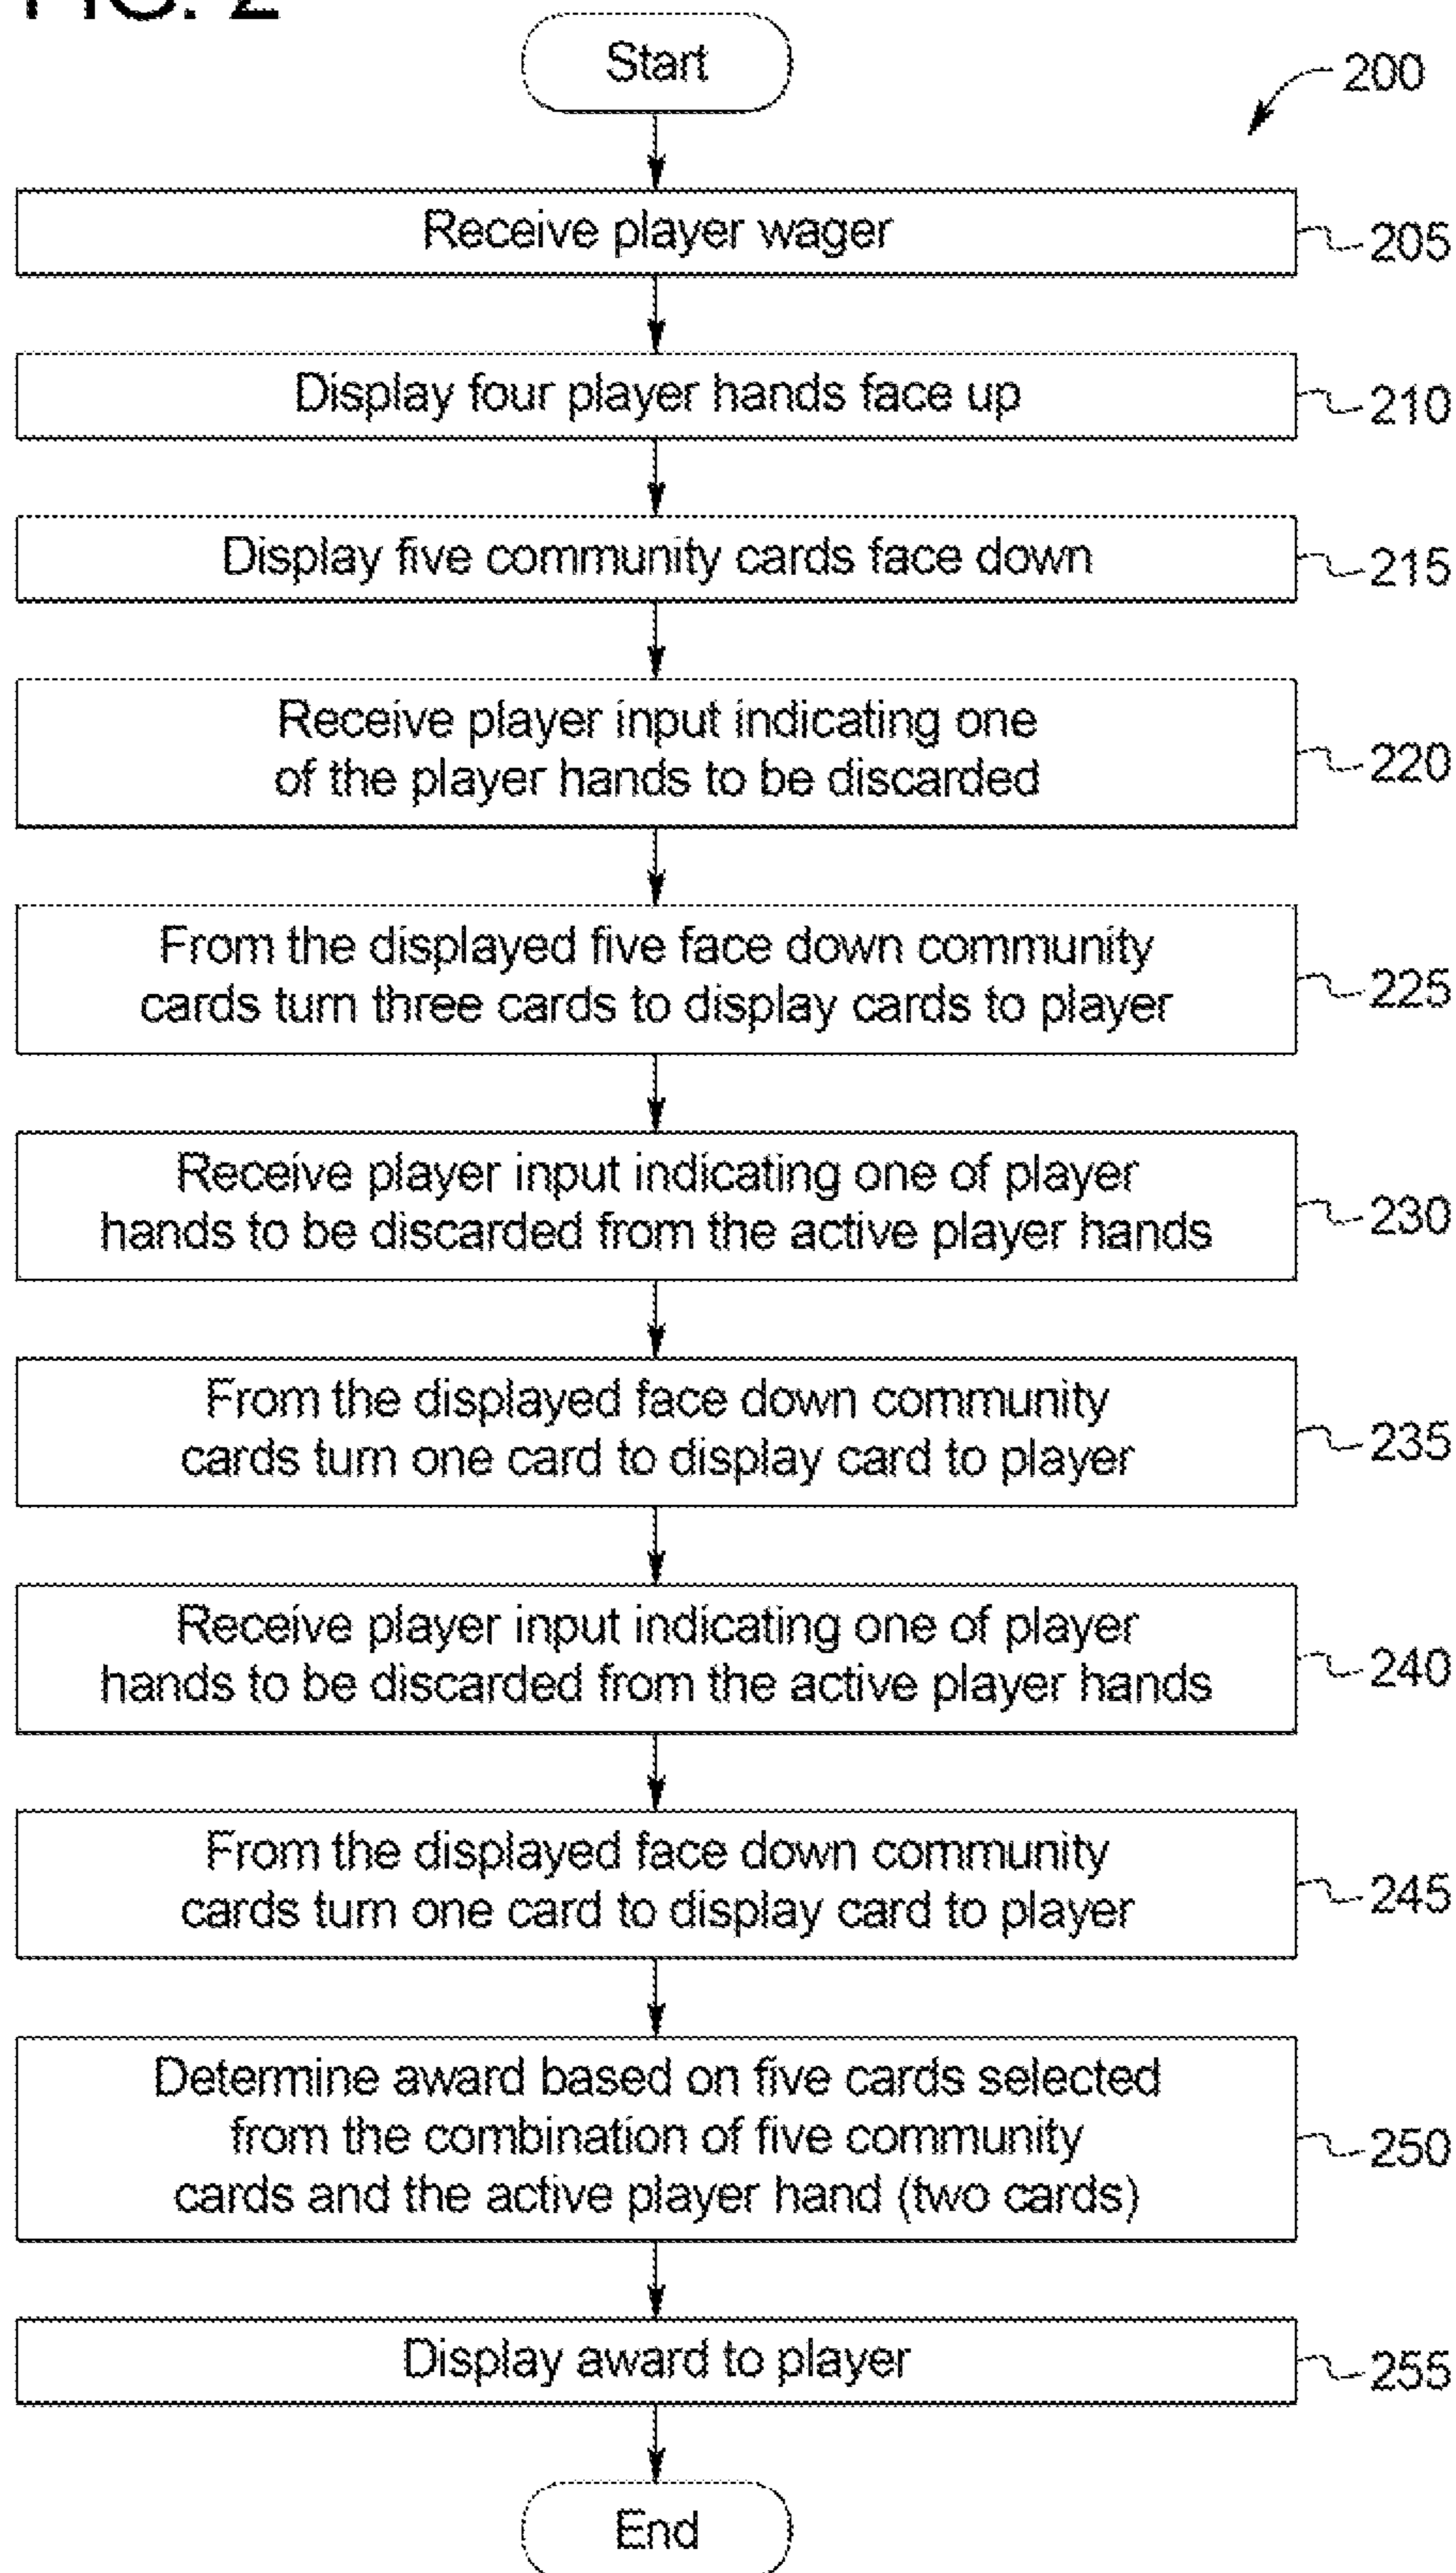 FIG. 2
Start
200
Receive player wager
205
Display four player hands face up
210
Display five community cards face down
215
Receive player input indicating one
of the player hands to be discarded
220
From the displayed five face down community
cards turn three cards to display cards to player
225
Receive player input indicating one of player
hands to be discarded from the active player hands
230
From the displayed face down community
cards turn one card to display card to player
235
Receive player input indicating one of player
hands to be discarded from the active player hands
240
From the displayed face down community
cards turn one card to display card to player
245
Determine award based on five cards selected
from the combination of five community
cards and the active player hand (two cards)
250
Display award to player
255
End